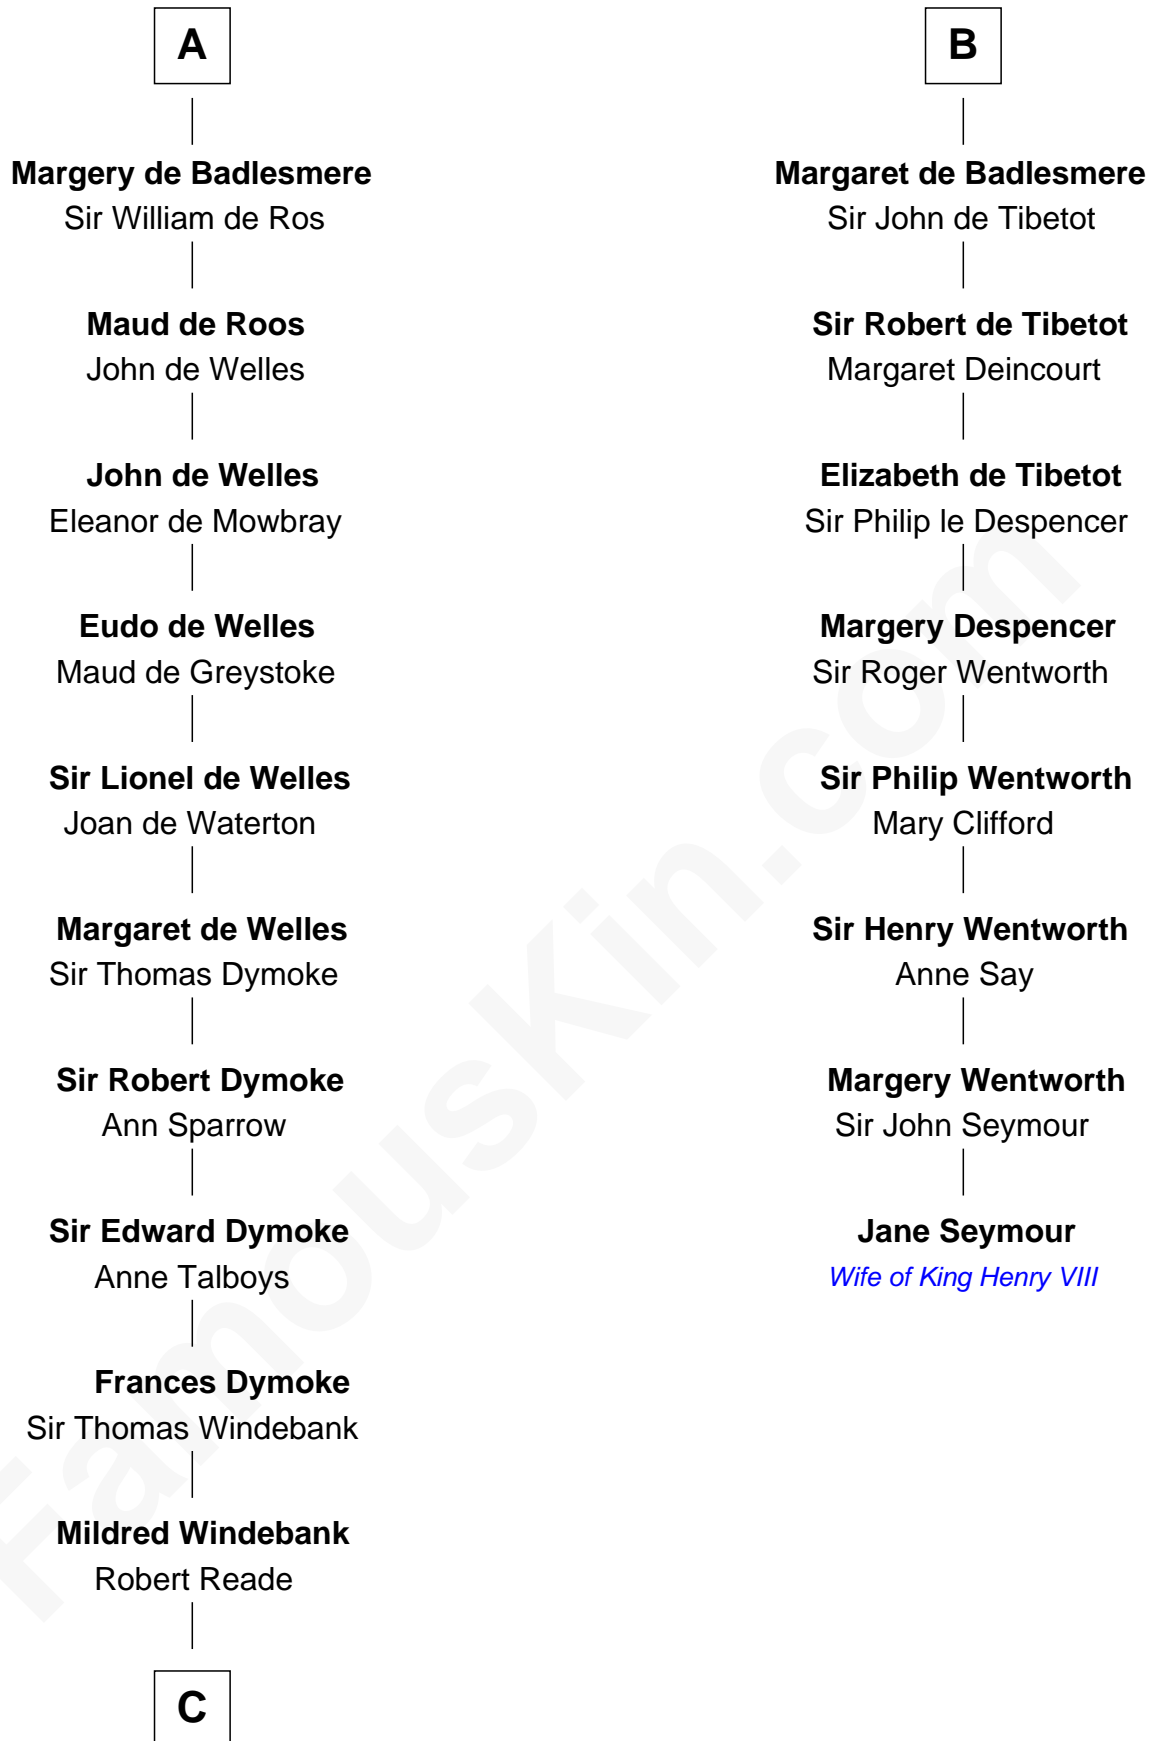 A
Margery de Badlesmere
Sir William de Ros
Maud de Roos
John de Welles
John de Welles
Eleanor de Mowbray
Eudo de Welles
Maud de Greystoke
Sir Lionel de Welles
Joan de Waterton
Margaret de Welles
Sir Thomas Dymoke
Sir Robert Dymoke
Ann Sparrow
Sir Edward Dymoke
Anne Talboys
Frances Dymoke
Sir Thomas Windebank
Mildred Windebank
Robert Reade
C
B
Margaret de Badlesmere
Sir John de Tibetot
Sir Robert de Tibetot
Margaret Deincourt
Elizabeth de Tibetot
Sir Philip le Despencer
Margery Despencer
Sir Roger Wentworth
Sir Philip Wentworth
Mary Clifford
Sir Henry Wentworth
Anne Say
Margery Wentworth
Sir John Seymour
Jane Seymour
Wife of King Henry VIII
FamousKin.com